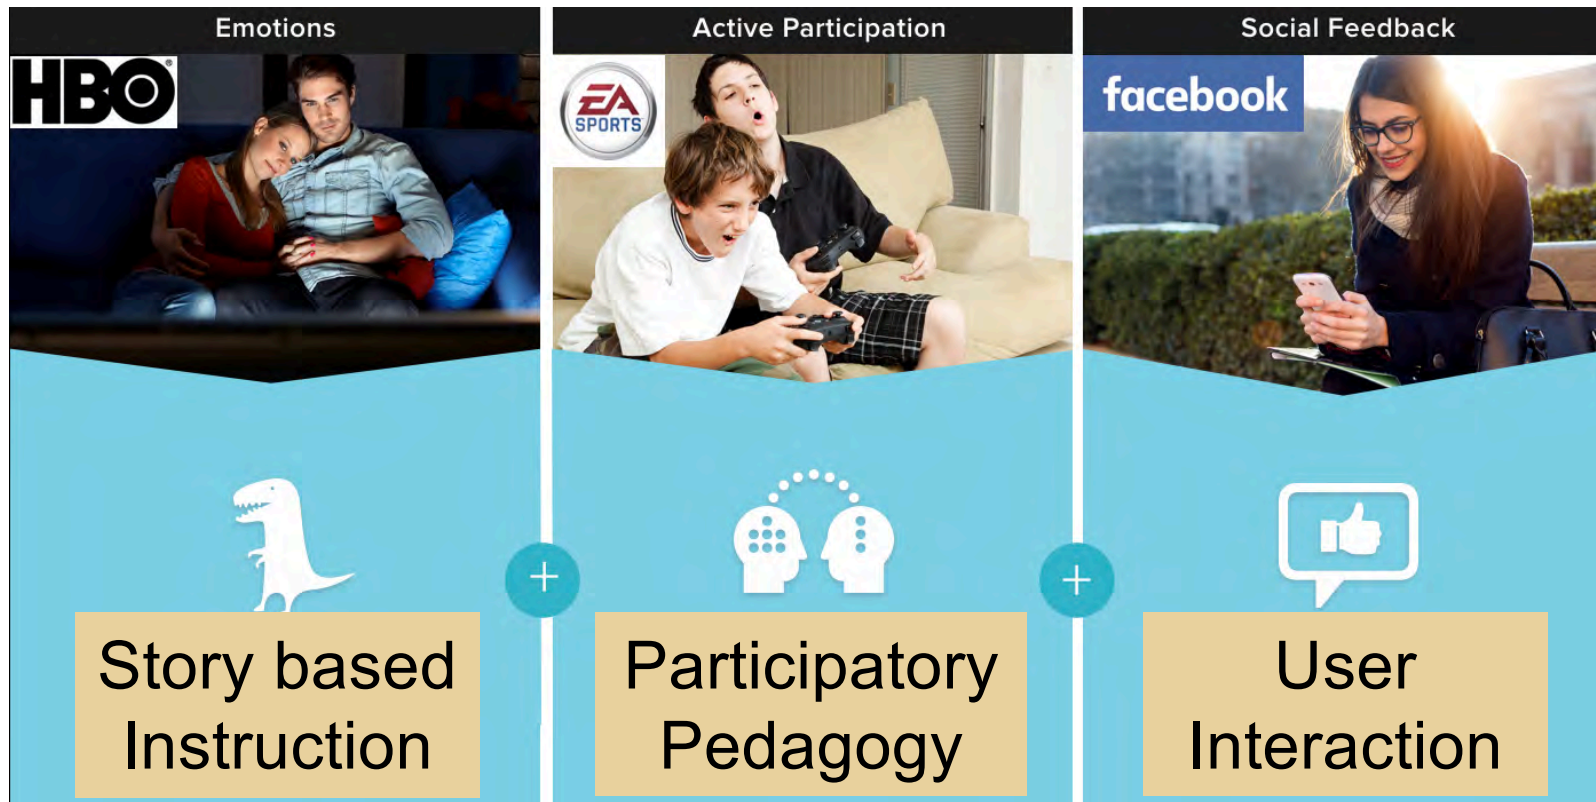 Emotions
HBO®
Story based
Instruction
Active Participation
EA
SPORTS
Participatory
Pedagogy
Social Feedback
facebook
User
Interaction